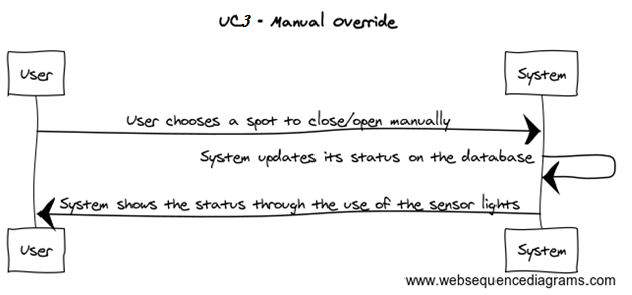 UC3 - Manual Override
User
System
User chooses a spot to close/open manually
System updates its status on the database
System shows the status through the use of the sensor lights
User
System
www.websequencediagrams.com